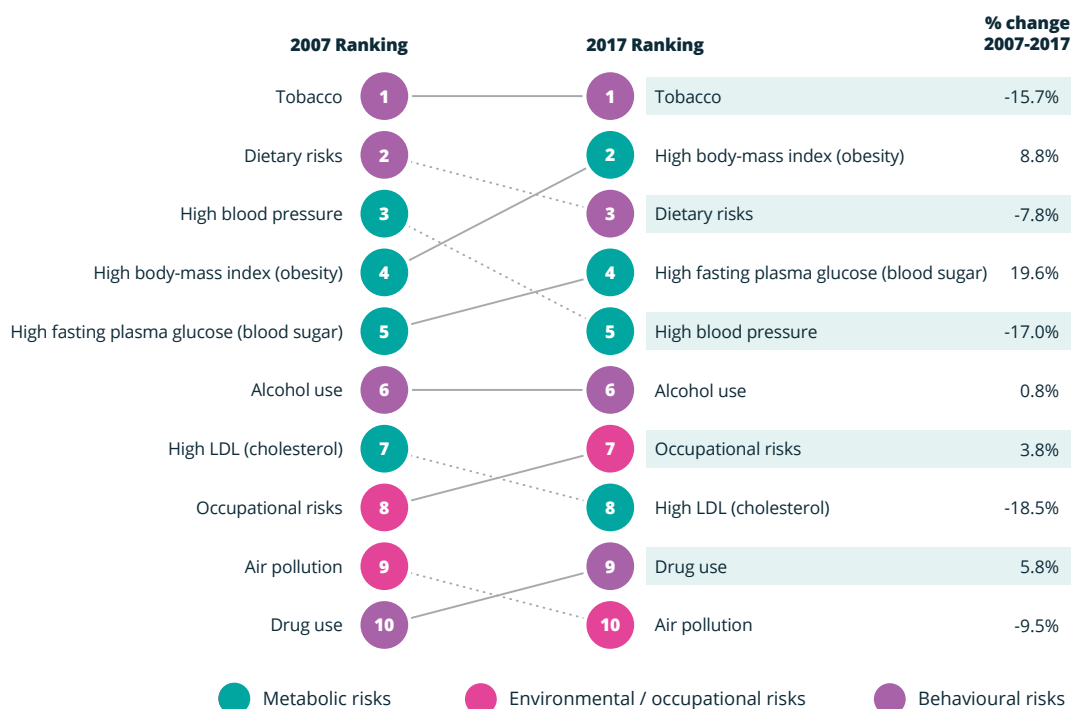 2007 Ranking 2017 Ranking % change
2007-2017
Tobacco 1 1 Tobacco -15.7%
Dietary risks 2 2 High body-mass index (obesity) 8.8%
High blood pressure 3 3 Dietary risks -7.8%
High body-mass index (obesity) 4 4 High fasting plasma glucose (blood sugar) 19.6%
High fasting plasma glucose (blood sugar) 5 5 High blood pressure -17.0%
Alcohol use 6 6 Alcohol use 0.8%
High LDL (cholesterol) 7 7 Occupational risks 3.8%
Occupational risks 8 8 High LDL (cholesterol) -18.5%
Air pollution 9 9 Drug use 5.8%
Drug use 10 10 Air pollution -9.5%
Metabolic risks Environmental / occupational risks Behavioural risks